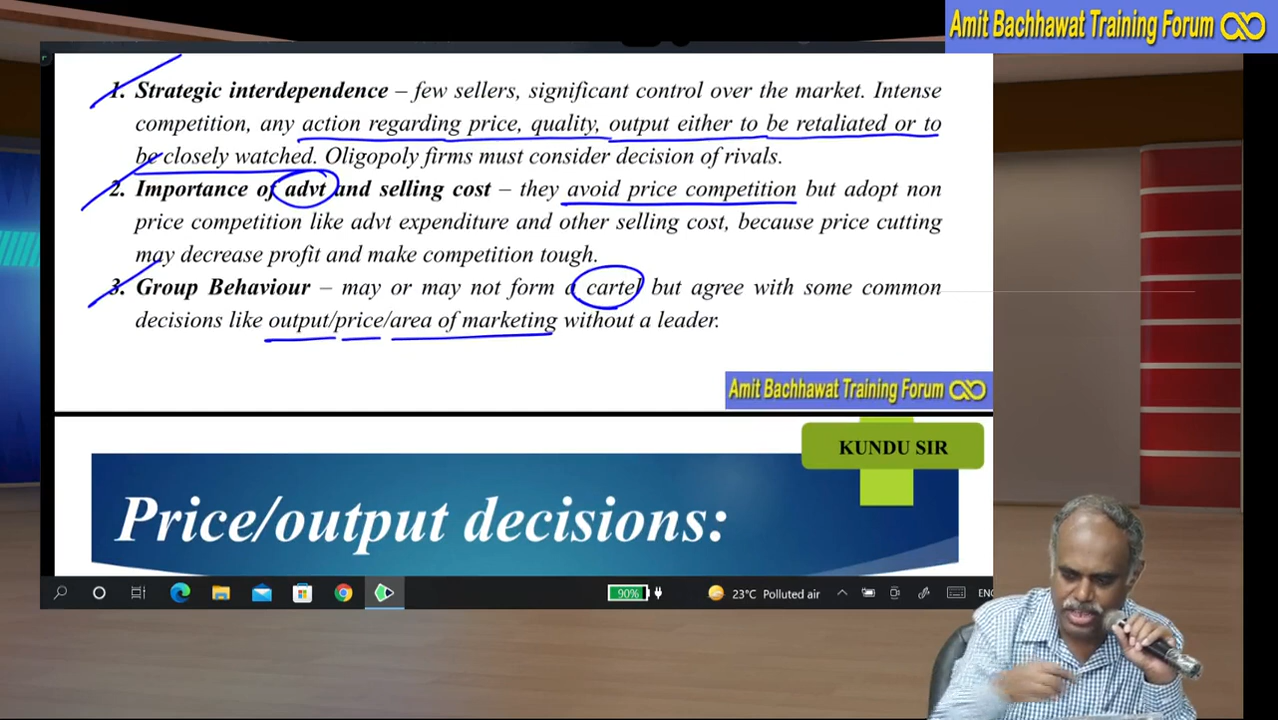 Amit Bachhawat Training Forum
1. Strategic interdependence – few sellers, significant control over the market. Intense
competition, any action regarding price, quality, output either to be retaliated or to
be closely watched. Oligopoly firms must consider decision of rivals.
2. Importance of advt and selling cost – they avoid price competition but adopt non
price competition like advt expenditure and other selling cost, because price cutting
may decrease profit and make competition tough.
3. Group Behaviour – may or may not form a cartel but agree with some common
decisions like output/price/area of marketing without a leader.
Amit Bachhawat Training Forum
KUNDU SIR
Price/output decisions:
90%
23°C Polluted air
ENG